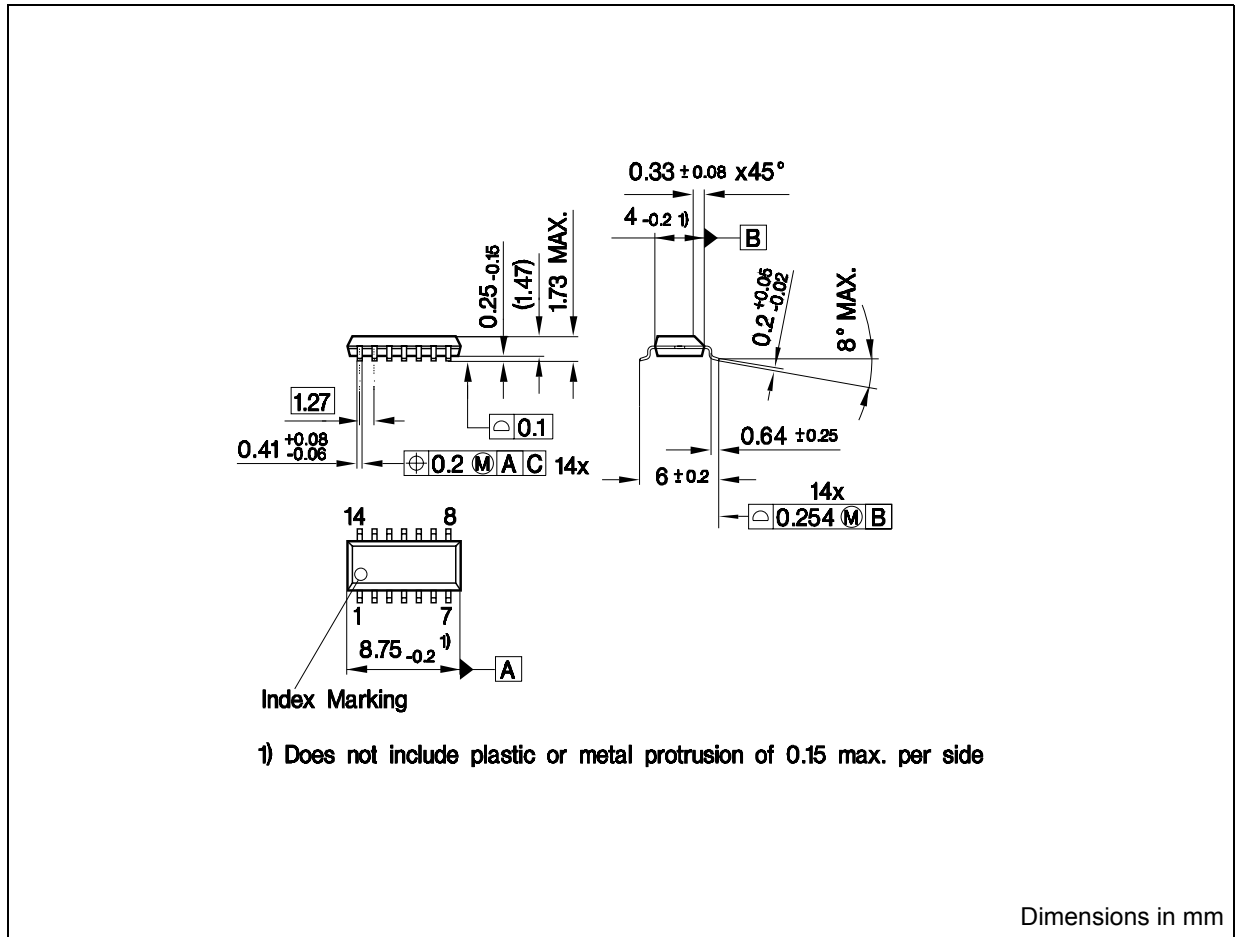 0.33 ±0.08 x45°
4 -0.2 1)
B
0.25 -0.15
(1.47)
1.73 MAX.
0.2 +0.05 -0.02
8° MAX.
1.27
⌓ 0.1
0.41 +0.08 -0.06
⌖ 0.2 Ⓜ A C 14x
0.64 ±0.25
6 ±0.2
14x
⌓ 0.254 Ⓜ B
14 8
1 7
8.75 -0.2 1)
A
Index Marking
1) Does not include plastic or metal protrusion of 0.15 max. per side
Dimensions in mm